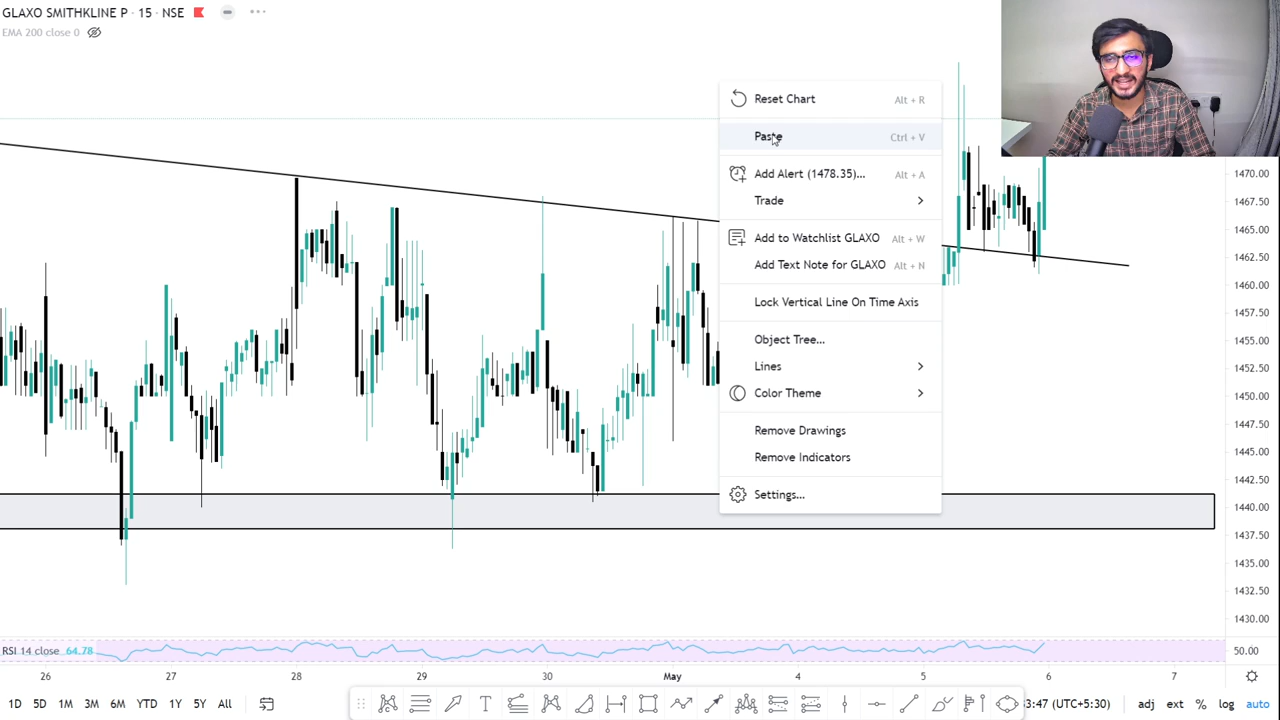 GLAXO SMITHKLINE P · 15 · NSE
EMA 200 close 0
Reset Chart Alt + R
Paste Ctrl + V
Add Alert (1478.35)... Alt + A
Trade
Add to Watchlist GLAXO Alt + W
Add Text Note for GLAXO Alt + N
Lock Vertical Line On Time Axis
Object Tree...
Lines
Color Theme
Remove Drawings
Remove Indicators
Settings...
1470.00
1467.50
1465.00
1462.50
1460.00
1457.50
1455.00
1452.50
1450.00
1447.50
1445.00
1442.50
1440.00
1437.50
1435.00
1432.50
1430.00
RSI 14 close 64.78
50.00
26 27 28 29 30 May 4 5 6 7
1D 5D 1M 3M 6M YTD 1Y 5Y All
3:47 (UTC+5:30) adj ext % log auto